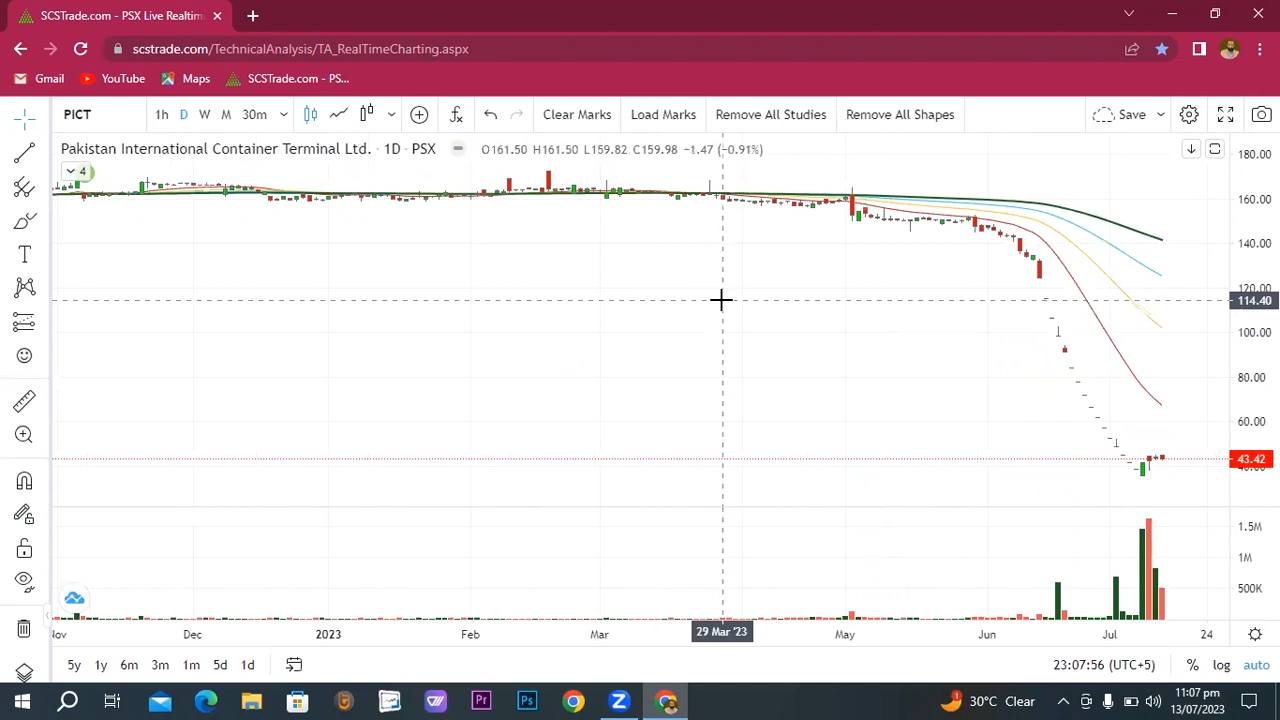 SCSTrade.com - PSX Live Realtim
scstrade.com/TechnicalAnalysis/TA_RealTimeCharting.aspx
Gmail YouTube Maps SCSTrade.com - PS...
PICT 1h D W M 30m Clear Marks Load Marks Remove All Studies Remove All Shapes Save
Pakistan International Container Terminal Ltd. · 1D · PSX O161.50 H161.50 L159.82 C159.98 −1.47 (−0.91%)
4
180.00
160.00
140.00
120.00
114.40
100.00
80.00
60.00
43.42
1.5M
1M
500K
Nov Dec 2023 Feb Mar 29 Mar '23 May Jun Jul 24
5y 1y 6m 3m 1m 5d 1d 23:07:56 (UTC+5) % log auto
T
Pr Ps
1 30°C Clear 11:07 pm
13/07/2023